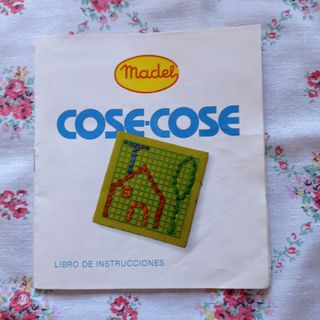 Madel
COSE-COSE
LIBRO DE INSTRUCCIONES